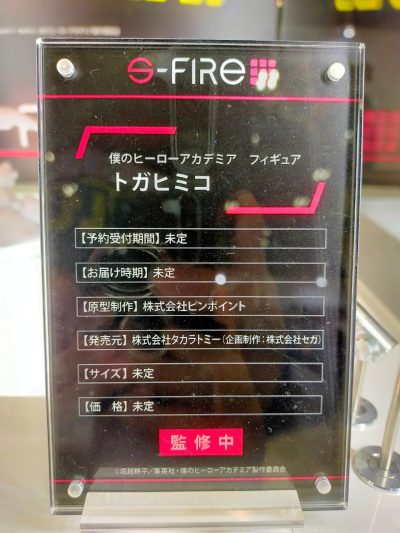 S-FIRE
僕のヒーローアカデミア フィギュア
トガヒミコ
【予約受付期間】未定
【お届け時期】未定
【原型制作】株式会社ピンポイント
【発売元】株式会社タカラトミー(企画制作:株式会社セガ)
【サイズ】未定
【価 格】未定
監修中
©堀越耕平/集英社・僕のヒーローアカデミア製作委員会